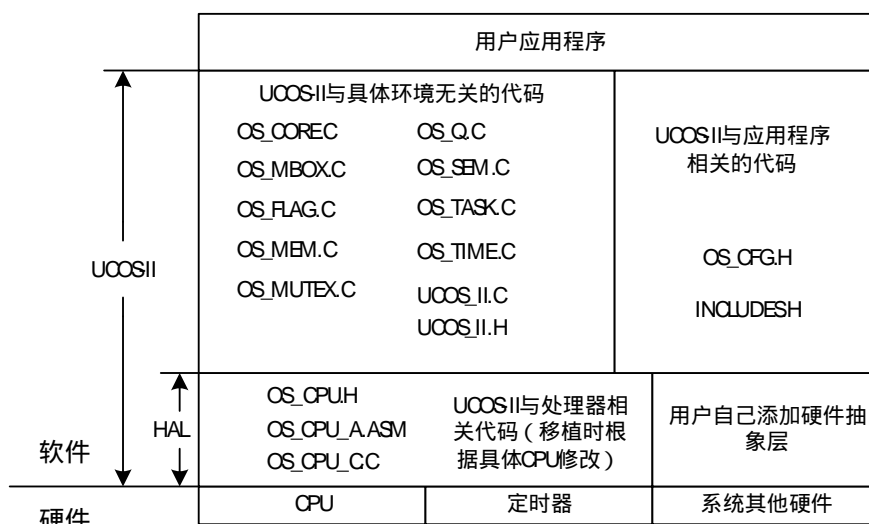 用户应用程序
UCOS-II与具体环境无关的代码
OS_CORE.C
OS_Q.C
OS_MBOX.C
OS_SEM.C
OS_FLAG.C
OS_TASK.C
OS_MEM.C
OS_TIME.C
OS_MUTEX.C
UCOS_II.C
UCOS_II.H
UCOS-II与应用程序
相关的代码
OS_CFG.H
INCLUDES.H
UCOS-II
HAL
OS_CPU.H
OS_CPU_A.ASM
OS_CPU_C.C
UCOS-II与处理器相
关代码（移植时根
据具体CPU修改）
用户自己添加硬件抽
象层
软件
硬件
CPU
定时器
系统其他硬件